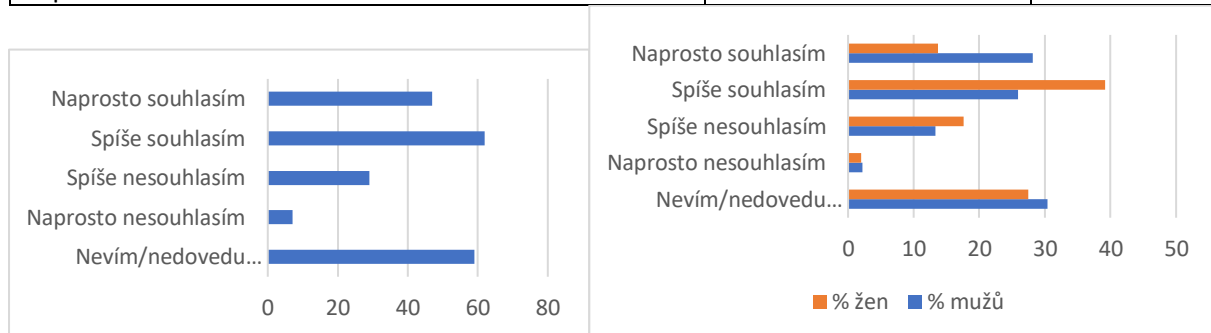 Naprosto souhlasím
Spíše souhlasím
Spíše nesouhlasím
Naprosto nesouhlasím
Nevím/nedovedu...
0 20 40 60 80
Naprosto souhlasím
Spíše souhlasím
Spíše nesouhlasím
Naprosto nesouhlasím
Nevím/nedovedu...
0 10 20 30 40 50
% žen % mužů